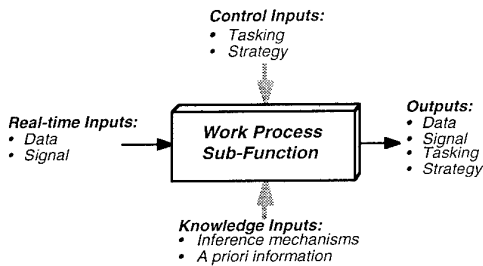 Control Inputs:
• Tasking
• Strategy
Real-time Inputs:
• Data
• Signal
Work Process
Sub-Function
Outputs:
• Data
• Signal
• Tasking
• Strategy
Knowledge Inputs:
• Inference mechanisms
• A priori information